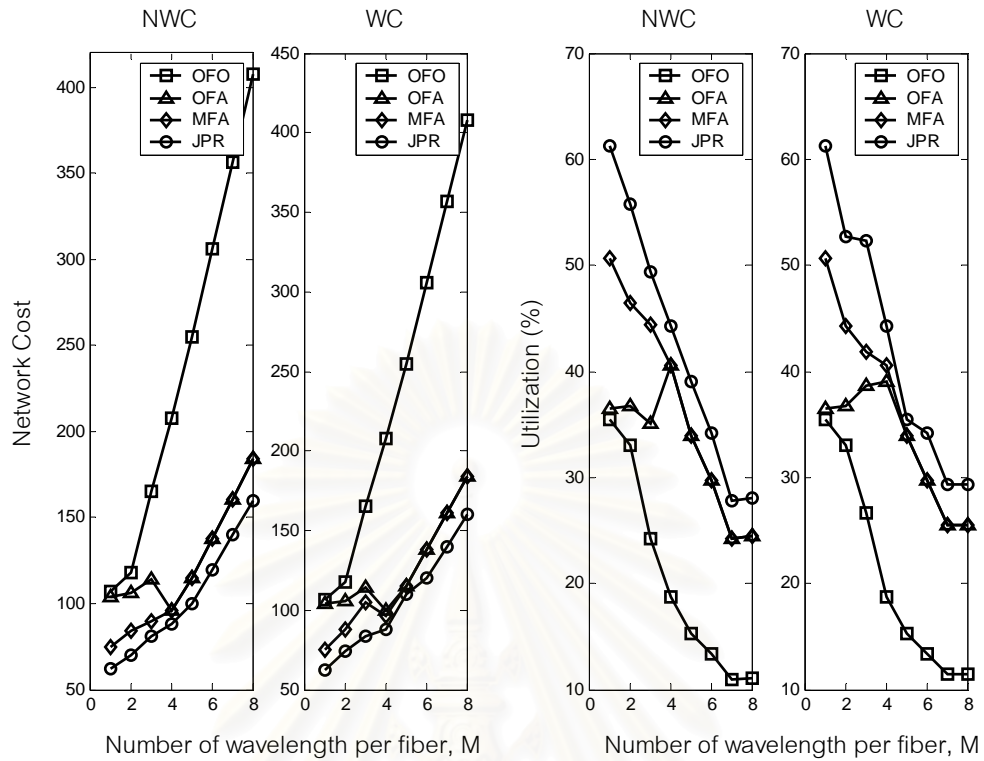 NWC
WC
Network Cost
400
350
300
250
200
150
100
50
0 2 4 6 8
OFO
OFA
MFA
JPR
450
400
350
300
250
200
150
100
50
0 2 4 6 8
OFO
OFA
MFA
JPR
Number of wavelength per fiber, M
NWC
WC
Utilization (%)
70
60
50
40
30
20
10
0 2 4 6 8
OFO
OFA
MFA
JPR
70
60
50
40
30
20
10
0 2 4 6 8
OFO
OFA
MFA
JPR
Number of wavelength per fiber, M